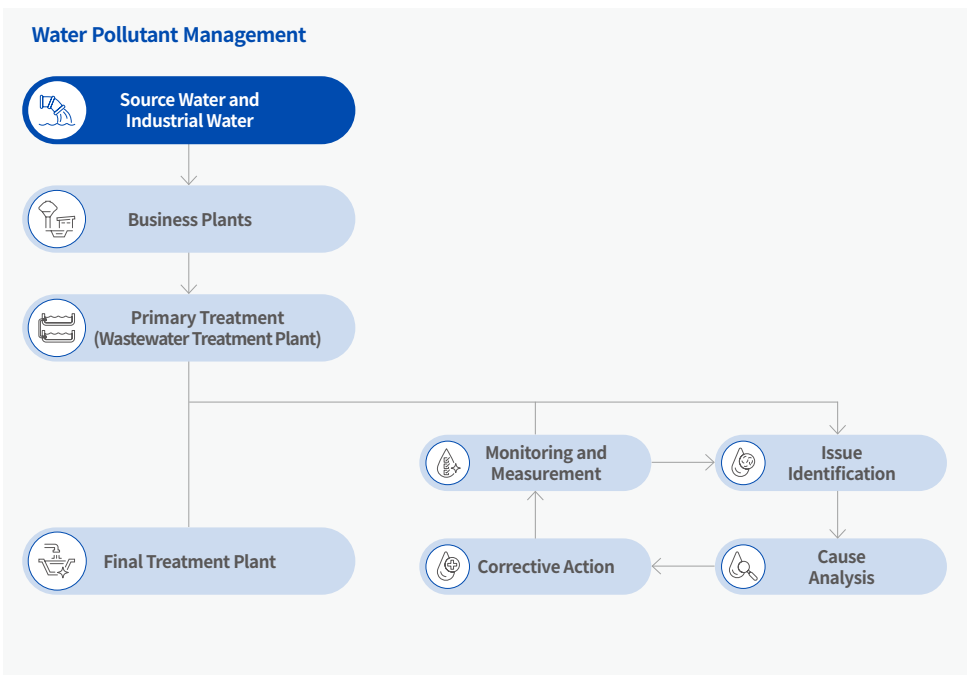 Water Pollutant Management
Source Water and
Industrial Water
Business Plants
Primary Treatment
(Wastewater Treatment Plant)
Monitoring and
Measurement
Issue
Identification
Final Treatment Plant
Corrective Action
Cause
Analysis